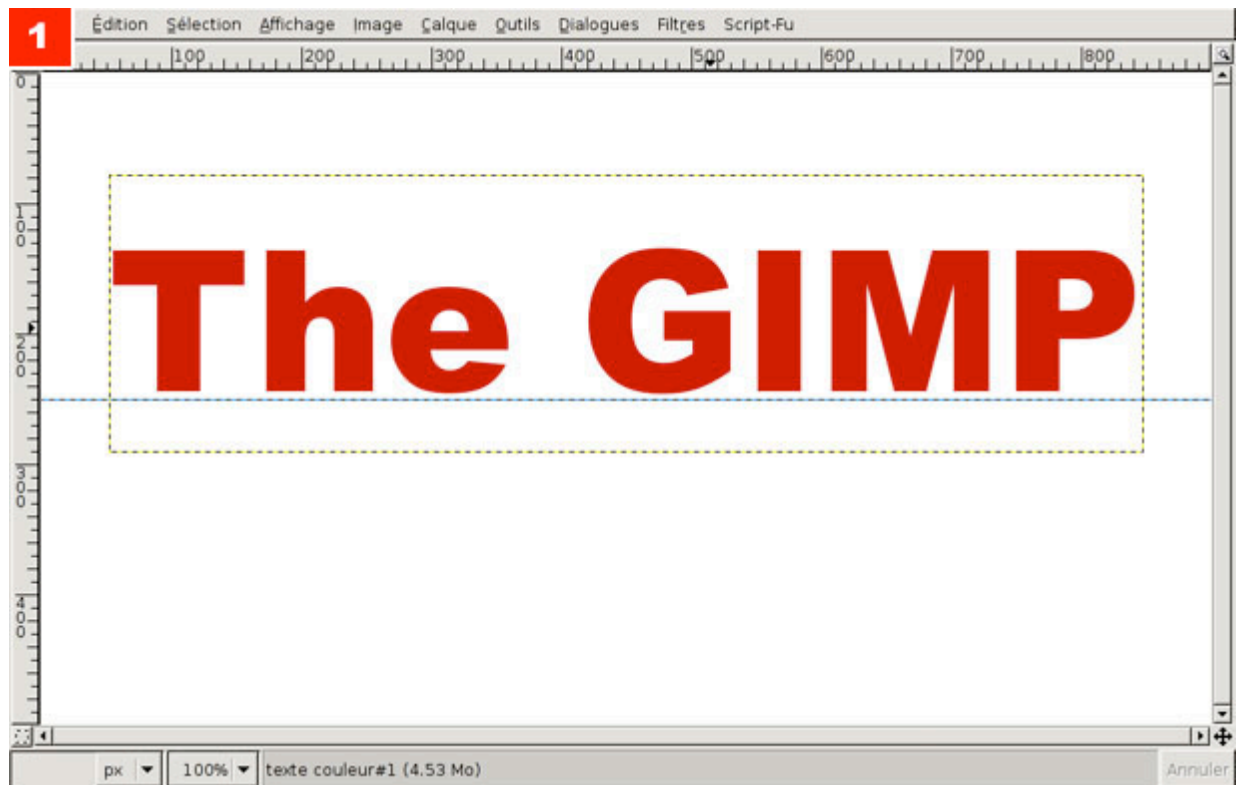 1
Édition Sélection Affichage Image Calque Outils Dialogues Filtres Script-Fu
100 200 300 400 500 600 700 800
0
100
The GIMP
200
300
400
px 100% texte couleur#1 (4.53 Mo) Annuler